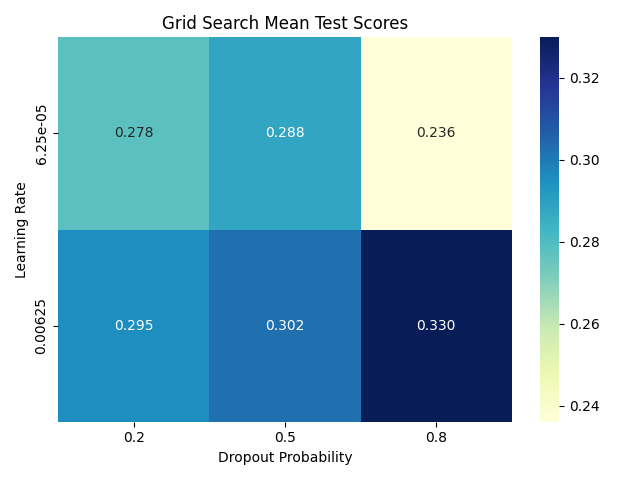 Grid Search Mean Test Scores
Learning Rate
6.25e-05
0.278 0.288 0.236
0.00625
0.295 0.302 0.330
0.2 0.5 0.8
Dropout Probability
0.32
0.30
0.28
0.26
0.24